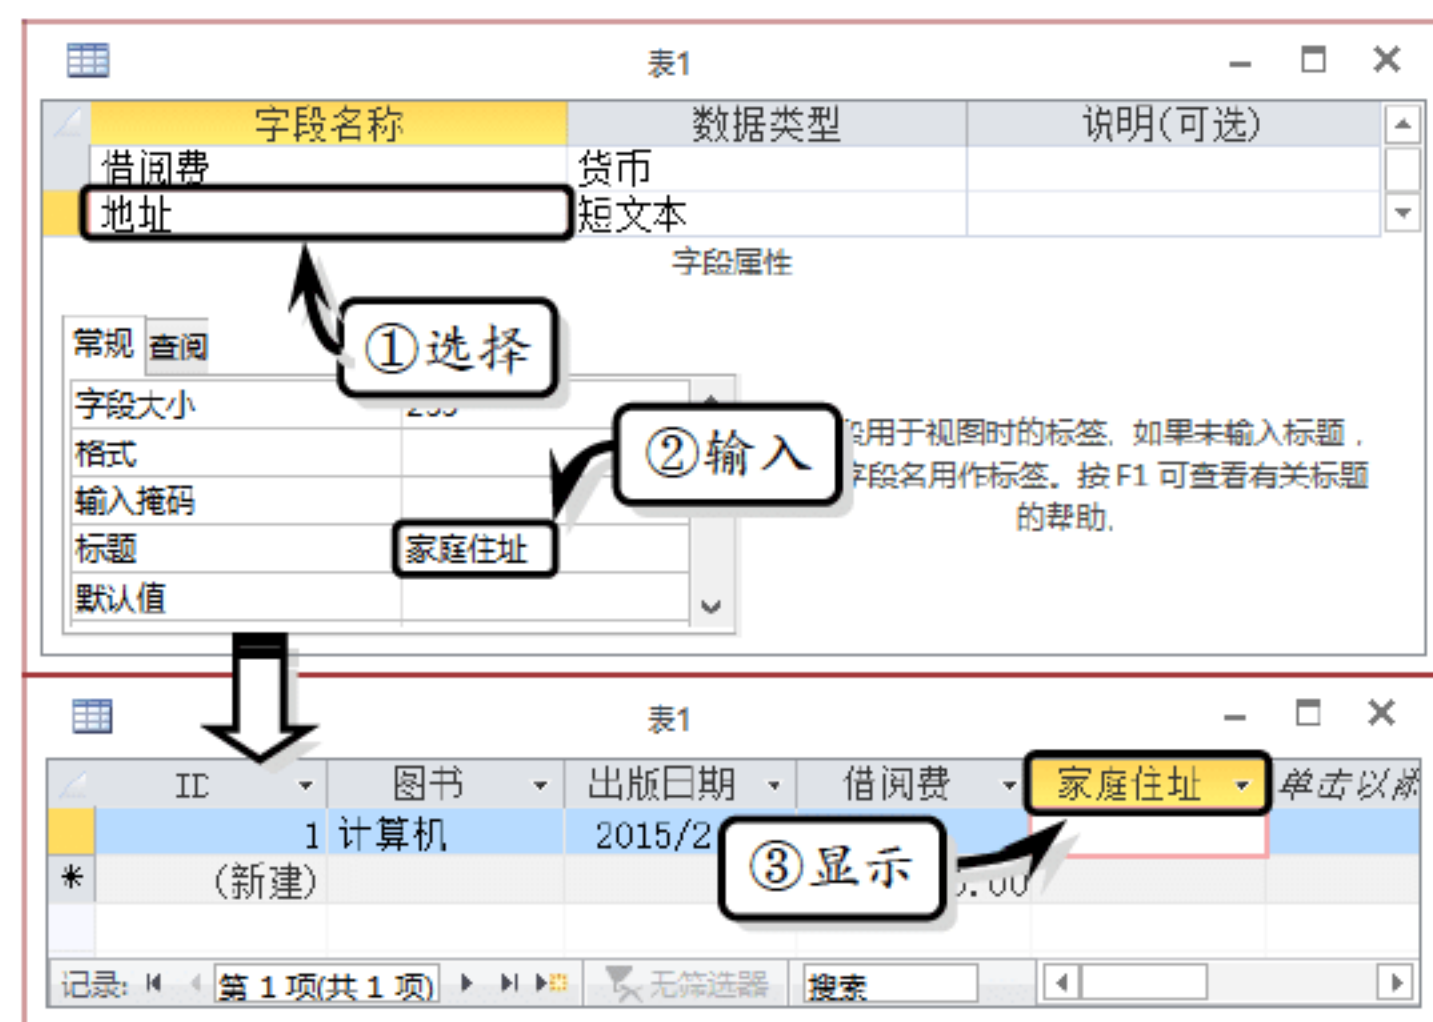 表1
字段名称 数据类型 说明(可选)
借阅费 货币
地址 短文本
字段属性
①选择
常规 查阅
字段大小
②输入
段用于视图时的标签. 如果未输入标题,
格式
字段名用作标签。按 F1 可查看有关标题
输入掩码
的帮助.
标题 家庭住址
默认值
表1
ID 图书 出版日期 借阅费 家庭住址 单击以添
1 计算机 2015/2
③显示
* (新建) .00
记录: 第 1 项(共 1 项) 无筛选器 搜索